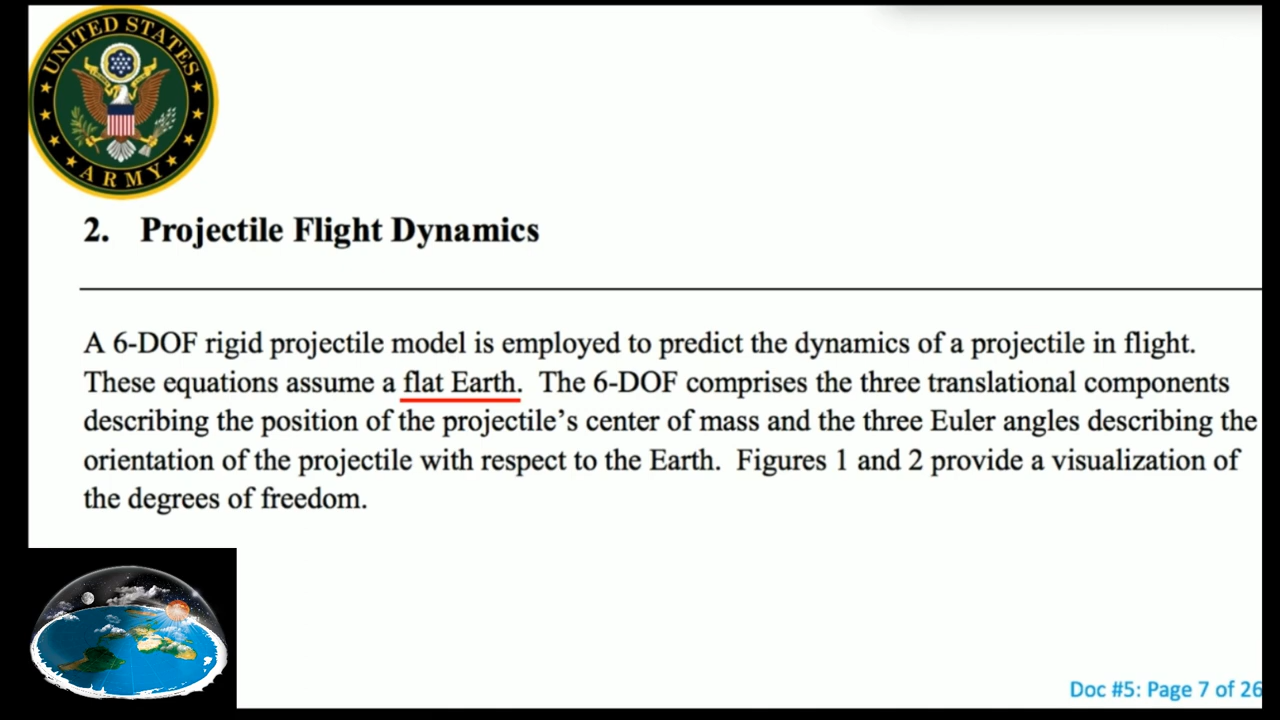 UNITED STATES
ARMY
2. Projectile Flight Dynamics
A 6-DOF rigid projectile model is employed to predict the dynamics of a projectile in flight.
These equations assume a flat Earth. The 6-DOF comprises the three translational components
describing the position of the projectile’s center of mass and the three Euler angles describing the
orientation of the projectile with respect to the Earth. Figures 1 and 2 provide a visualization of
the degrees of freedom.
Doc #5: Page 7 of 26